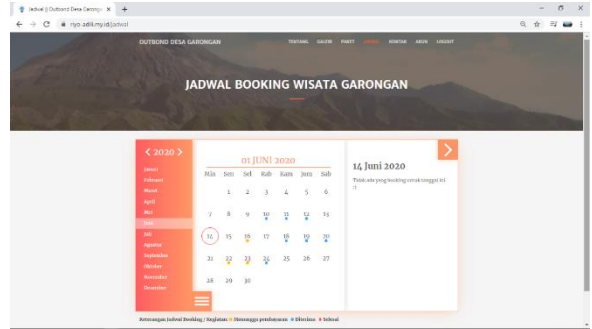 Jadwal || Outbond Desa Garongan
riyo-adili.my.id/jadwal
OUTBOND DESA GARONGAN
TENTANG GALERI PAKET JADWAL KONTAK AKUN LOGOUT
JADWAL BOOKING WISATA GARONGAN
2020
Januari
Februari
Maret
April
Mei
Juni
Juli
Agustus
September
Oktober
November
Desember
01 JUNI 2020
Min Sen Sel Rab Kam Jum Sab
1 2 3 4 5 6
7 8 9 10 11 12 13
14 15 16 17 18 19 20
21 22 23 24 25 26 27
28 29 30
14 Juni 2020
Tidak ada yang booking untuk tanggal ini
:(
Keterangan Jadwal Booking / Kegiatan: Menunggu pembayaran Diterima Selesai